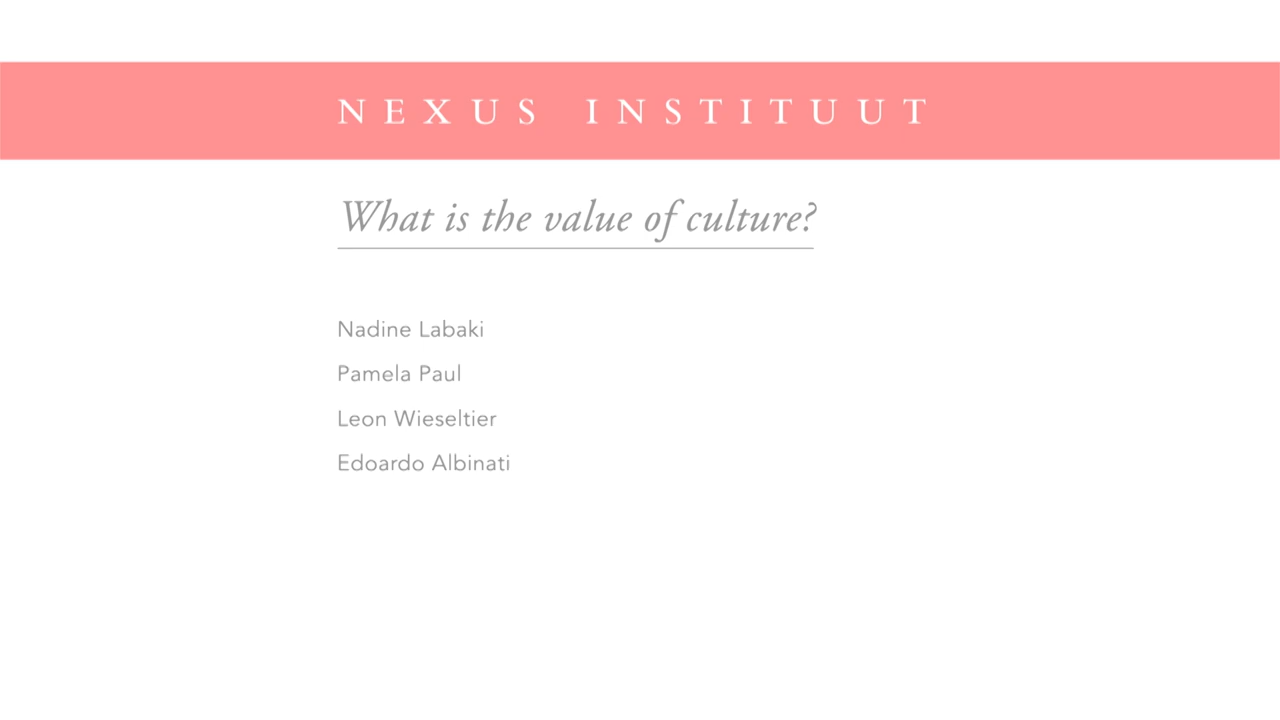 NEXUS INSTITUUT
What is the value of culture?
Nadine Labaki
Pamela Paul
Leon Wieseltier
Edoardo Albinati